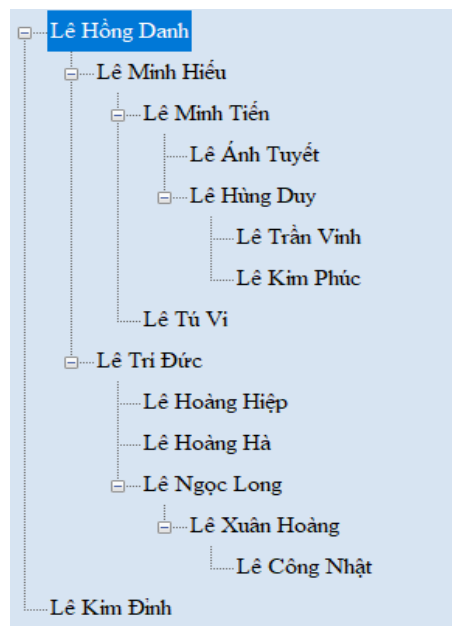 Lê Hồng Danh
Lê Minh Hiếu
Lê Minh Tiến
Lê Ánh Tuyết
Lê Hùng Duy
Lê Trần Vinh
Lê Kim Phúc
Lê Tú Vi
Lê Trí Đức
Lê Hoàng Hiệp
Lê Hoàng Hà
Lê Ngọc Long
Lê Xuân Hoàng
Lê Công Nhật
Lê Kim Đỉnh